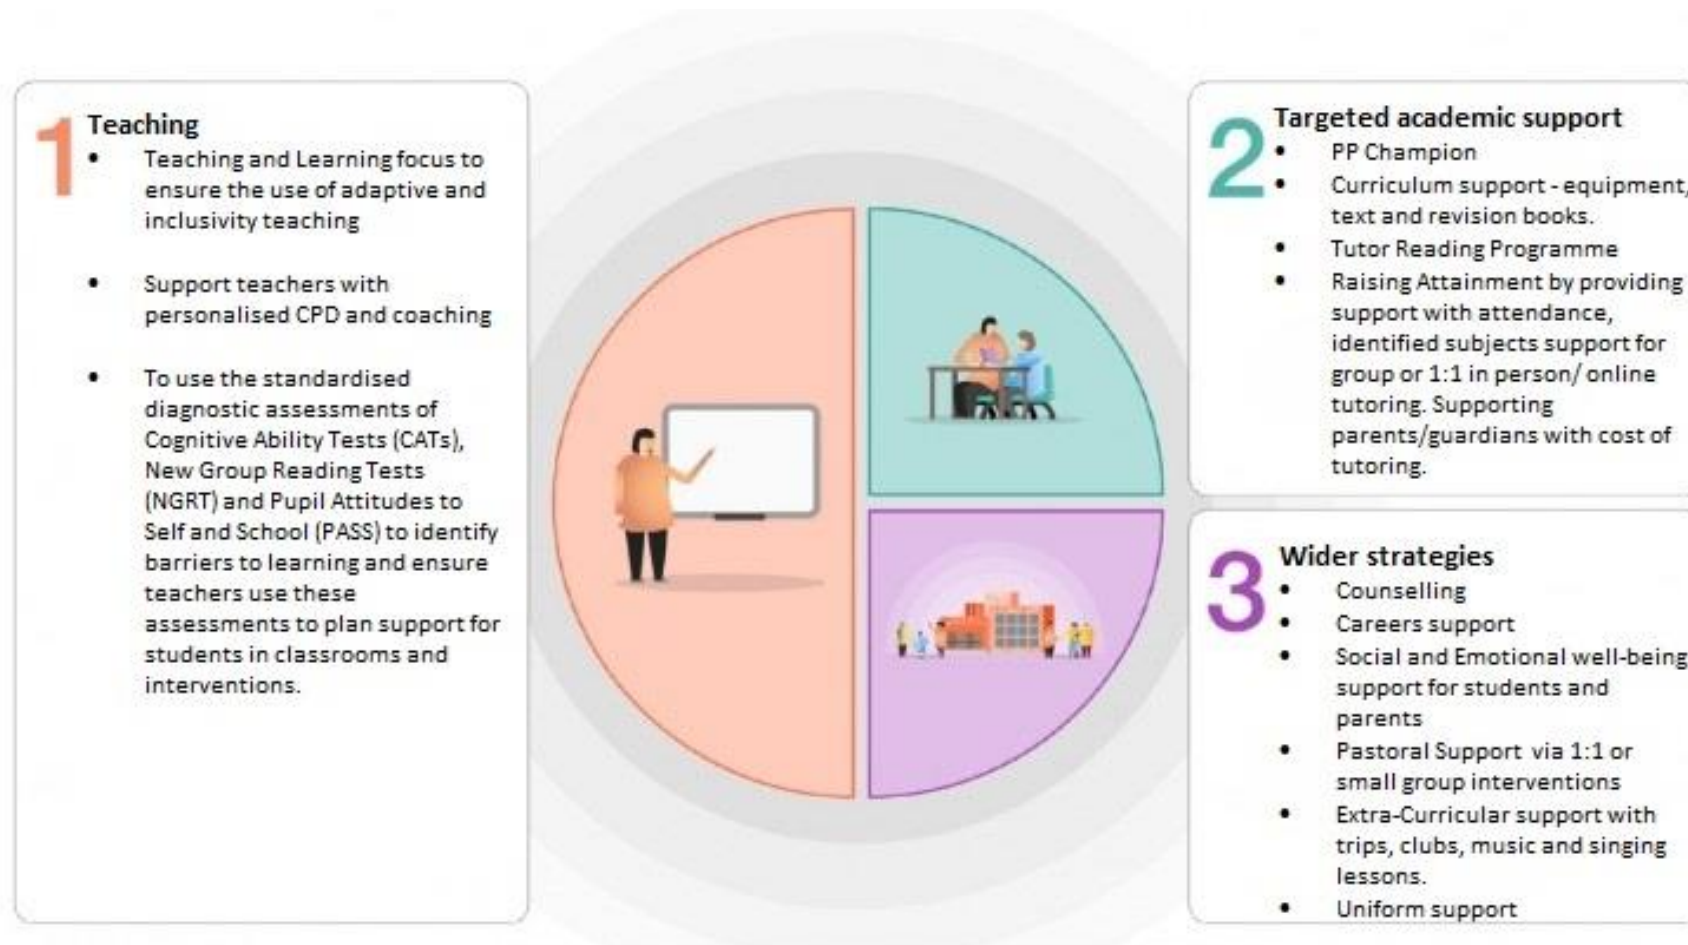 1
Teaching
• Teaching and Learning focus to
ensure the use of adaptive and
inclusivity teaching
• Support teachers with
personalised CPD and coaching
• To use the standardised
diagnostic assessments of
Cognitive Ability Tests (CATs),
New Group Reading Tests
(NGRT) and Pupil Attitudes to
Self and School (PASS) to identify
barriers to learning and ensure
teachers use these
assessments to plan support for
students in classrooms and
interventions.
2
Targeted academic support
• PP Champion
• Curriculum support - equipment,
text and revision books.
• Tutor Reading Programme
• Raising Attainment by providing
support with attendance,
identified subjects support for
group or 1:1 in person/ online
tutoring. Supporting
parents/guardians with cost of
tutoring.
3
Wider strategies
• Counselling
• Careers support
• Social and Emotional well-being
support for students and
parents
• Pastoral Support via 1:1 or
small group interventions
• Extra-Curricular support with
trips, clubs, music and singing
lessons.
• Uniform support